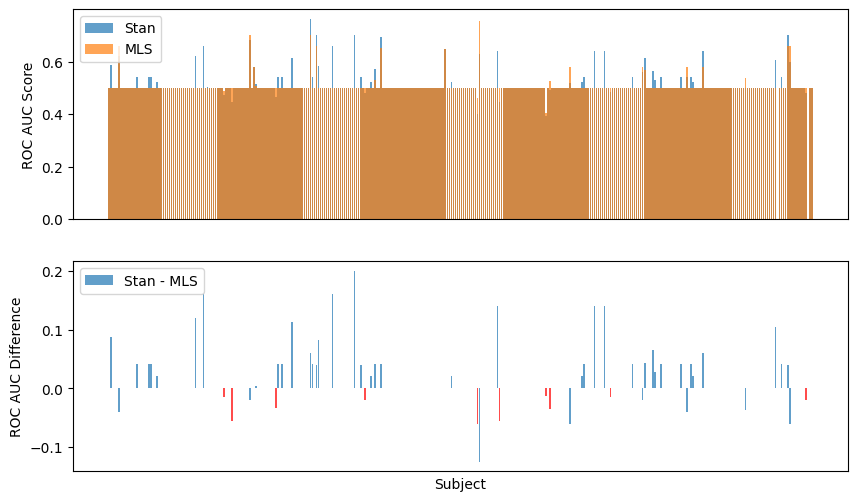 Stan
MLS
ROC AUC Score
0.6
0.4
0.2
0.0
Stan - MLS
ROC AUC Difference
0.2
0.1
0.0
−0.1
Subject